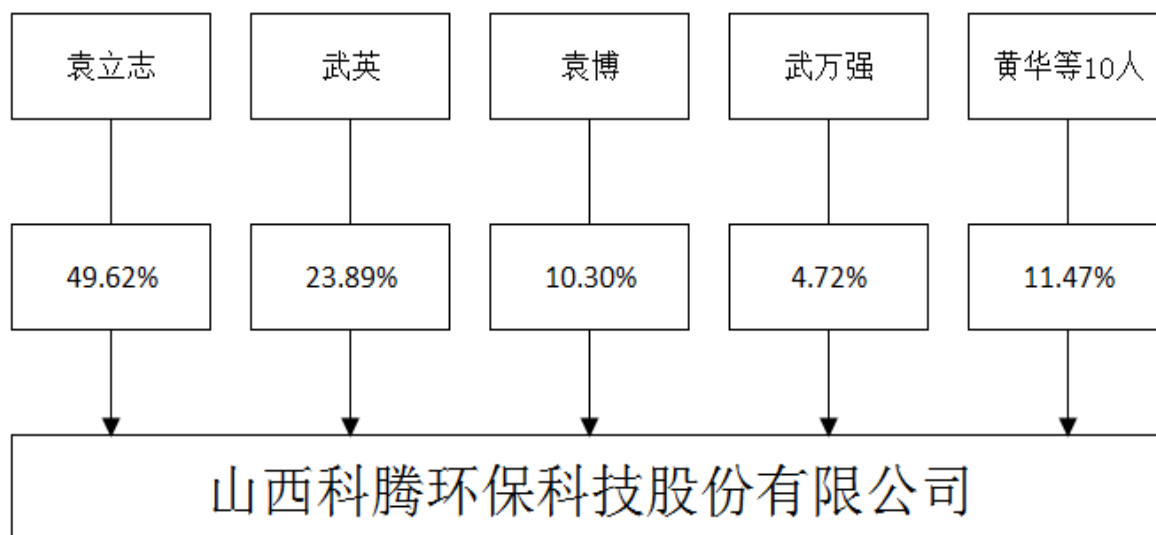 袁立志 武英 袁博 武万强 黄华等10人
49.62% 23.89% 10.30% 4.72% 11.47%
山西科腾环保科技股份有限公司